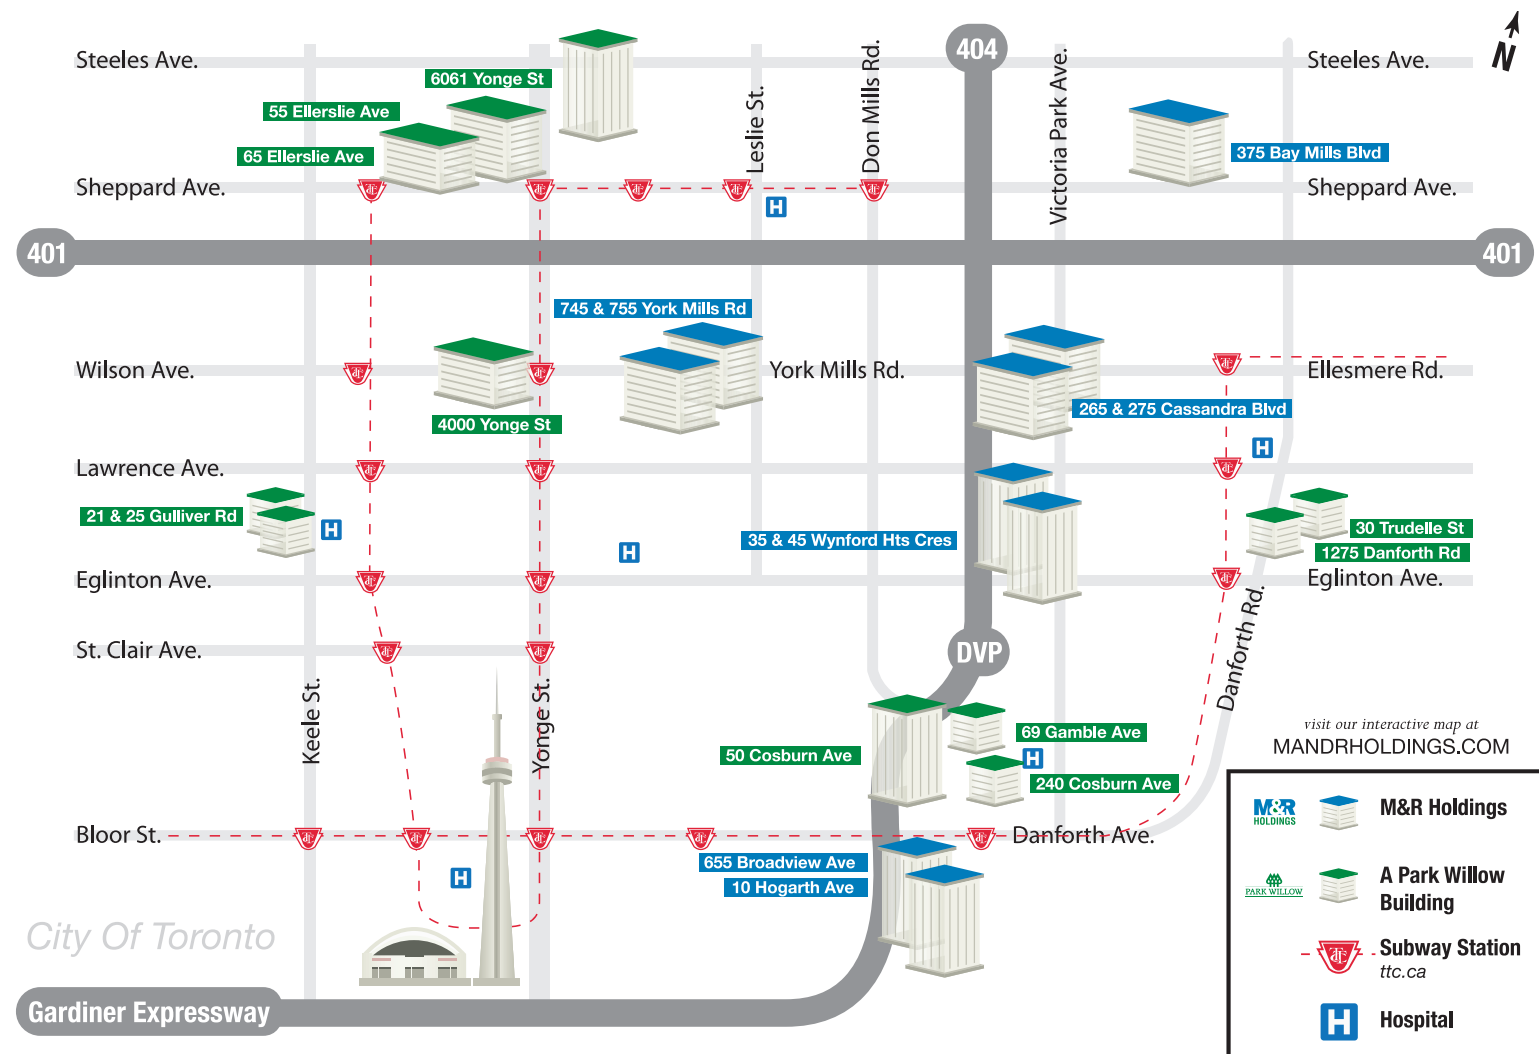 404
N
Steeles Ave.
Steeles Ave.
6061 Yonge St
55 Ellerslie Ave
65 Ellerslie Ave
Leslie St.
Don Mills Rd.
Victoria Park Ave.
375 Bay Mills Blvd
Sheppard Ave.
Sheppard Ave.
H
401
401
745 & 755 York Mills Rd
Wilson Ave.
York Mills Rd.
Ellesmere Rd.
4000 Yonge St
265 & 275 Cassandra Blvd
H
Lawrence Ave.
21 & 25 Gulliver Rd
H
H
35 & 45 Wynford Hts Cres
30 Trudelle St
1275 Danforth Rd
Eglinton Ave.
Eglinton Ave.
St. Clair Ave.
DVP
Keele St.
Yonge St.
Danforth Rd.
50 Cosburn Ave
69 Gamble Ave
H
240 Cosburn Ave
visit our interactive map at
MANDRHOLDINGS.COM
Bloor St.
Danforth Ave.
655 Broadview Ave
10 Hogarth Ave
H
City Of Toronto
Gardiner Expressway
M&R
HOLDINGS
M&R Holdings
PARK WILLOW
A Park Willow
Building
TTC
Subway Station
ttc.ca
H
Hospital